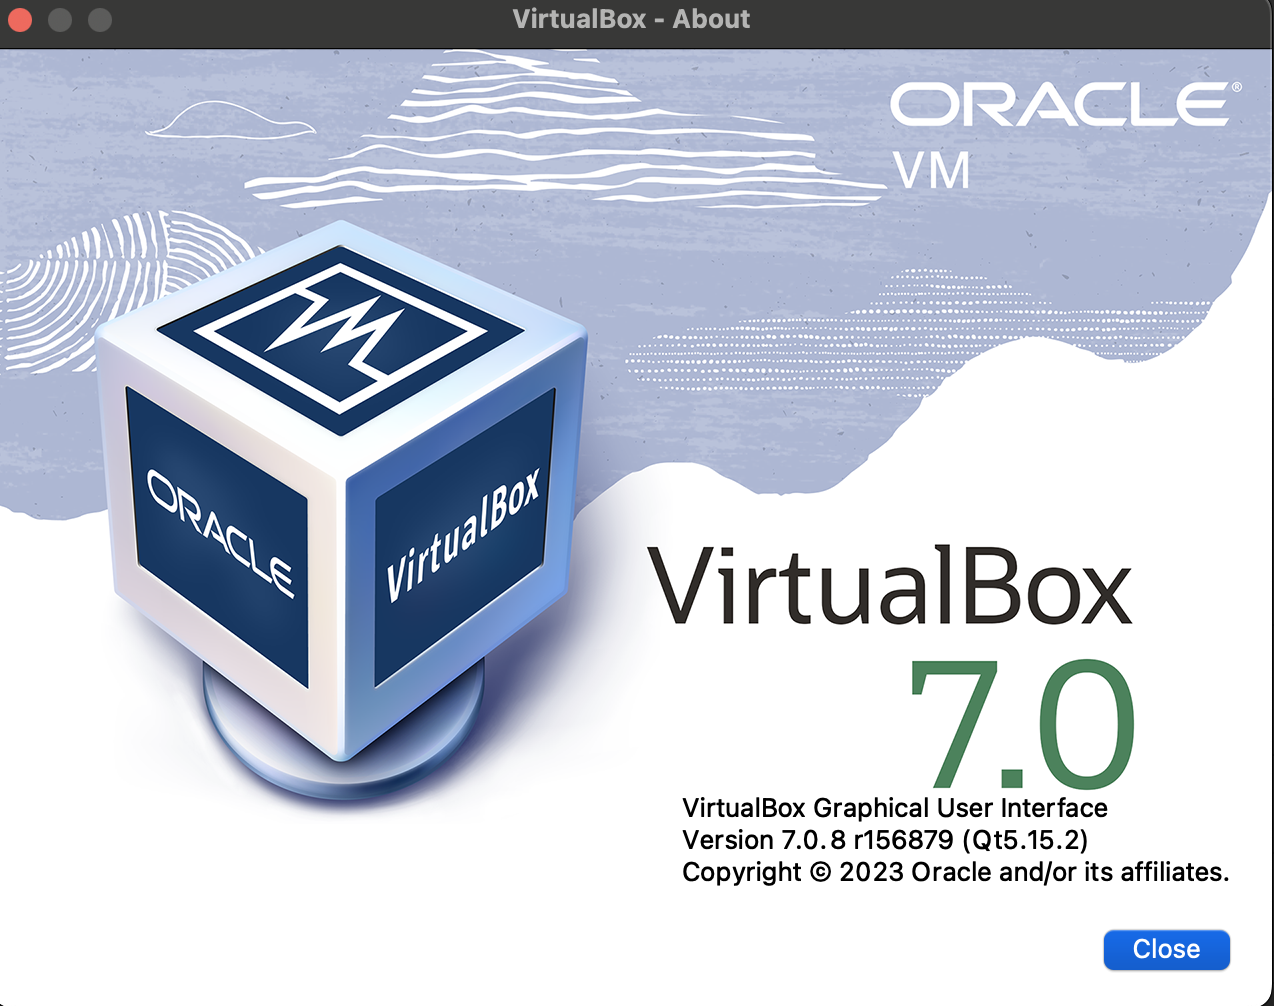 VirtualBox - About
ORACLE®
VM
ORACLE
VirtualBox
VirtualBox
7.0
VirtualBox Graphical User Interface
Version 7.0.8 r156879 (Qt5.15.2)
Copyright © 2023 Oracle and/or its affiliates.
Close